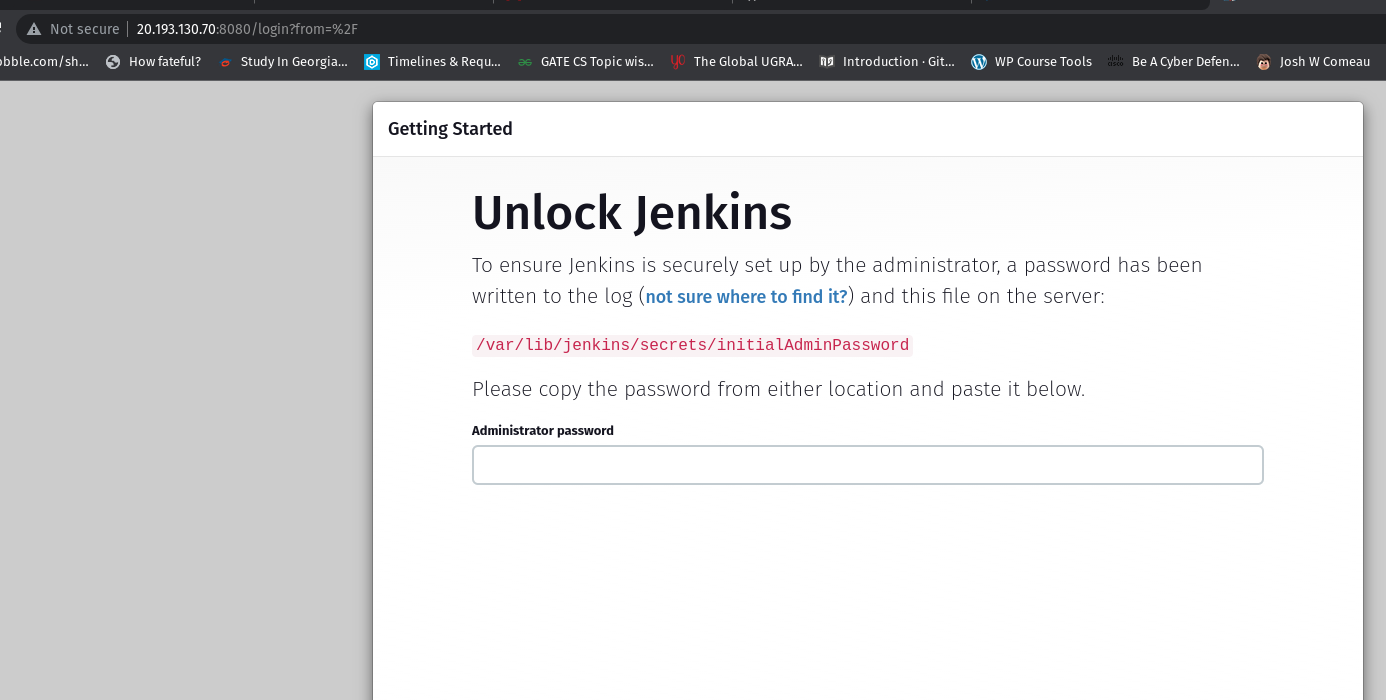 Not secure 20.193.130.70:8080/login?from=%2F
bbble.com/sh... How fateful? Study In Georgia... Timelines & Requ... GATE CS Topic wis... The Global UGRA... Introduction · Git... WP Course Tools Be A Cyber Defen... Josh W Comeau
Getting Started
Unlock Jenkins
To ensure Jenkins is securely set up by the administrator, a password has been
written to the log (not sure where to find it?) and this file on the server:
/var/lib/jenkins/secrets/initialAdminPassword
Please copy the password from either location and paste it below.
Administrator password